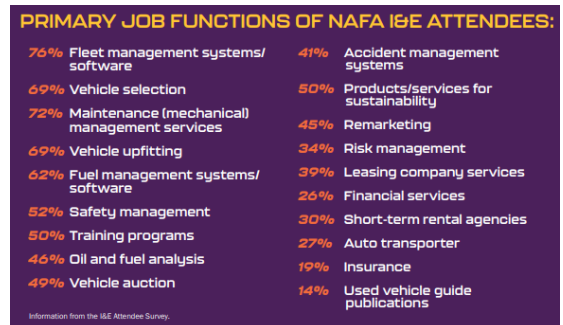 PRIMARY JOB FUNCTIONS OF NAFA I&E ATTENDEES:
76% Fleet management systems/
software
69% Vehicle selection
72% Maintenance (mechanical)
management services
69% Vehicle upfitting
62% Fuel management systems/
software
52% Safety management
50% Training programs
46% Oil and fuel analysis
49% Vehicle auction
41% Accident management
systems
50% Products/services for
sustainability
45% Remarketing
34% Risk management
39% Leasing company services
26% Financial services
30% Short-term rental agencies
27% Auto transporter
19% Insurance
14% Used vehicle guide
publications
Information from the I&E Attendee Survey.